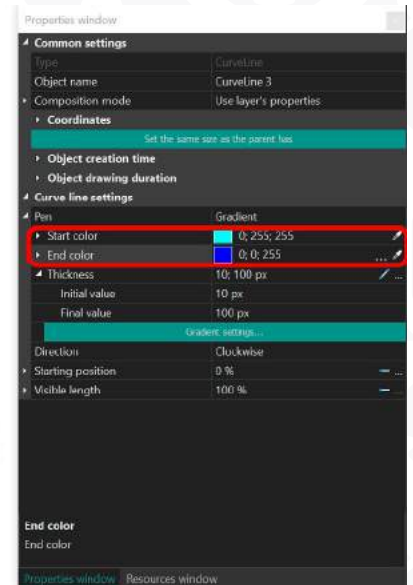 Properties window
Common settings
Type CurveLine
Object name CurveLine 3
Composition mode Use layer's properties
Coordinates
Set the same size as the parent has
Object creation time
Object drawing duration
Curve line settings
Pen Gradient
Start color 0; 255; 255
End color 0; 0; 255 ...
Thickness 10; 100 px ...
Initial value 10 px
Final value 100 px
Gradient settings...
Direction Clockwise
Starting position 0 % ...
Visible length 100 % ...
End color
End color
Properties window Resources window